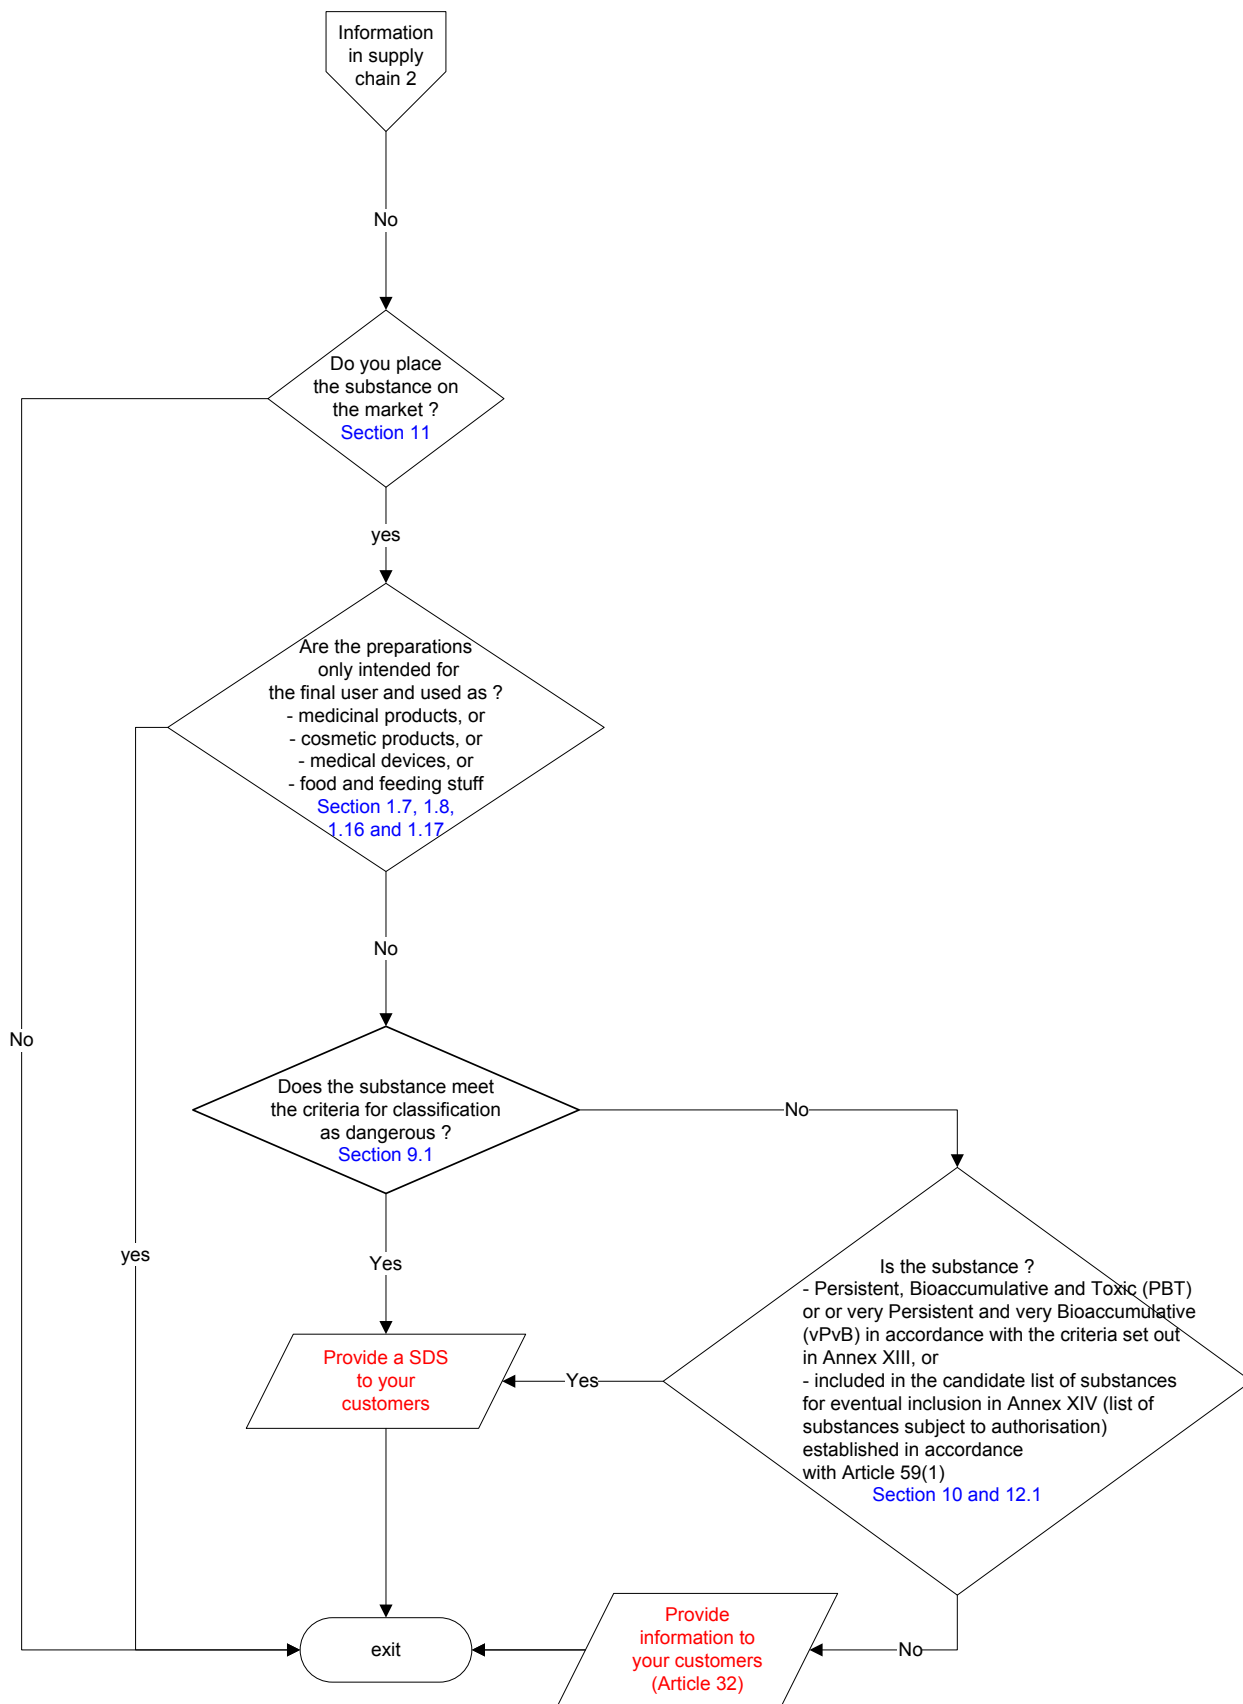 Information
in supply
chain 2
No
Do you place
the substance on
the market ?
Section 11
yes
Are the preparations
only intended for
the final user and used as ?
- medicinal products, or
- cosmetic products, or
- medical devices, or
- food and feeding stuff
Section 1.7, 1.8,
1.16 and 1.17
No
No
Does the substance meet
the criteria for classification
as dangerous ?
Section 9.1
No
yes
Yes
Is the substance ?
- Persistent, Bioaccumulative and Toxic (PBT)
or or very Persistent and very Bioaccumulative
(vPvB) in accordance with the criteria set out
in Annex XIII, or
- included in the candidate list of substances
for eventual inclusion in Annex XIV (list of
substances subject to authorisation)
established in accordance
with Article 59(1)
Section 10 and 12.1
Provide a SDS
to your
customers
Yes
exit
Provide
information to
your customers
(Article 32)
No